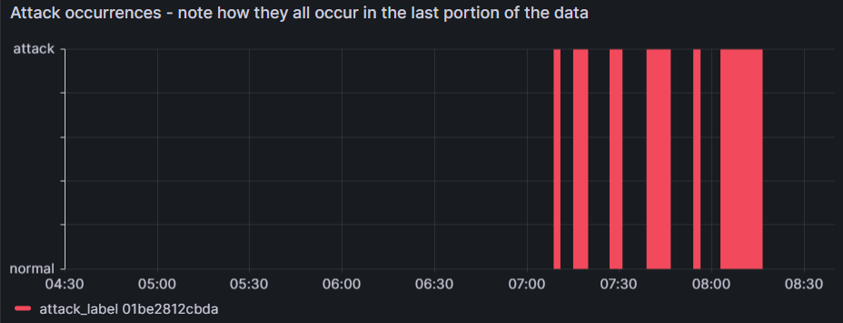 Attack occurrences - note how they all occur in the last portion of the data
attack
normal
04:30 05:00 05:30 06:00 06:30 07:00 07:30 08:00 08:30
attack_label 01be2812cbda